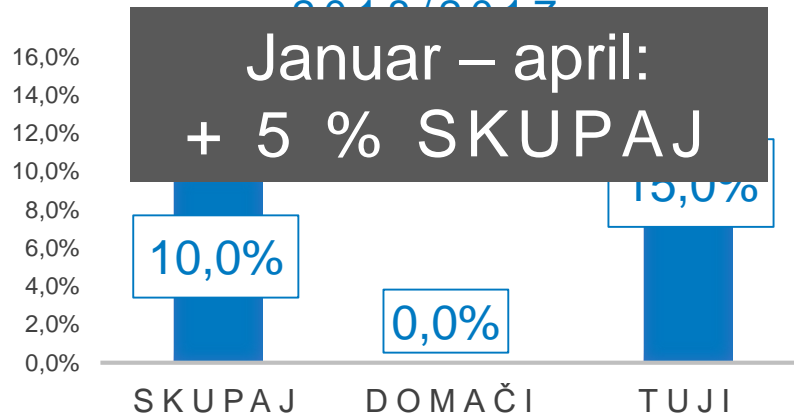 Januar – april:
+ 5 % SKUPAJ
16,0%
14,0%
12,0%
10,0%
8,0%
6,0%
4,0%
2,0%
0,0%
10,0%
0,0%
15,0%
SKUPAJ
DOMAČI
TUJI